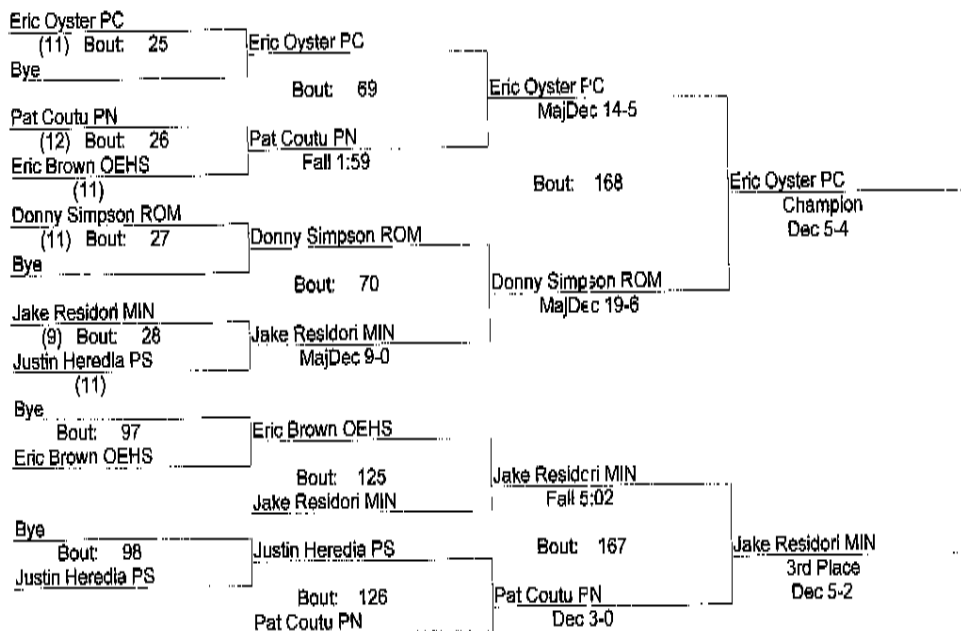 Eric Oyster PC
(11) Bout: 25
Bye
Eric Oyster PC
Bout: 69
Pat Coutu PN
(12) Bout: 26
Eric Brown OEHS
(11)
Pat Coutu PN
Fall 1:59
Eric Oyster PC
MajDec 14-5
Bout: 168
Donny Simpson ROM
(11) Bout: 27
Bye
Donny Simpson ROM
Bout: 70
Jake Residori MIN
(9) Bout: 28
Justin Heredia PS
(11)
Jake Residori MIN
MajDec 9-0
Donny Simpson ROM
MajDec 19-6
Eric Oyster PC
Champion
Dec 5-4
Bye
Bout: 97
Eric Brown OEHS
Eric Brown OEHS
Bout: 125
Jake Residori MIN
Jake Residori MIN
Fall 5:02
Bout: 167
Bye
Bout: 98
Justin Heredia PS
Justin Heredia PS
Bout: 126
Pat Coutu PN
Pat Coutu PN
Dec 3-0
Jake Residori MIN
3rd Place
Dec 5-2